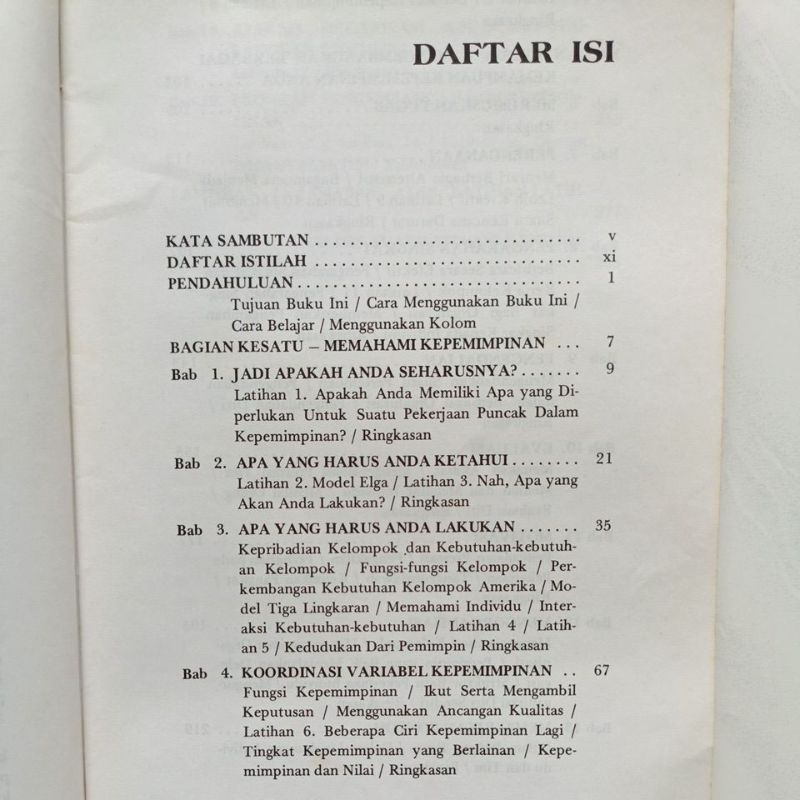 DAFTAR ISI
KATA SAMBUTAN .............................. v
DAFTAR ISTILAH .............................. xi
PENDAHULUAN ................................ 1
Tujuan Buku Ini / Cara Menggunakan Buku Ini /
Cara Belajar / Menggunakan Kolom
BAGIAN KESATU – MEMAHAMI KEPEMIMPINAN ... 7
Bab 1. JADI APAKAH ANDA SEHARUSNYA? ....... 9
Latihan 1. Apakah Anda Memiliki Apa yang Di-
perlukan Untuk Suatu Pekerjaan Puncak Dalam
Kepemimpinan? / Ringkasan
Bab 2. APA YANG HARUS ANDA KETAHUI ........ 21
Latihan 2. Model Elga / Latihan 3. Nah, Apa yang
Akan Anda Lakukan? / Ringkasan
Bab 3. APA YANG HARUS ANDA LAKUKAN ....... 35
Kepribadian Kelompok dan Kebutuhan-kebutuh-
an Kelompok / Fungsi-fungsi Kelompok / Per-
kembangan Kebutuhan Kelompok Amerika / Mo-
del Tiga Lingkaran / Memahami Individu / Inter-
aksi Kebutuhan-kebutuhan / Latihan 4 / Latih-
an 5 / Kedudukan Dari Pemimpin / Ringkasan
Bab 4. KOORDINASI VARIABEL KEPEMIMPINAN .. 67
Fungsi Kepemimpinan / Ikut Serta Mengambil
Keputusan / Menggunakan Ancangan Kualitas /
Latihan 6. Beberapa Ciri Kepemimpinan Lagi /
Tingkat Kepemimpinan yang Berlainan / Kepe-
mimpinan dan Nilai / Ringkasan